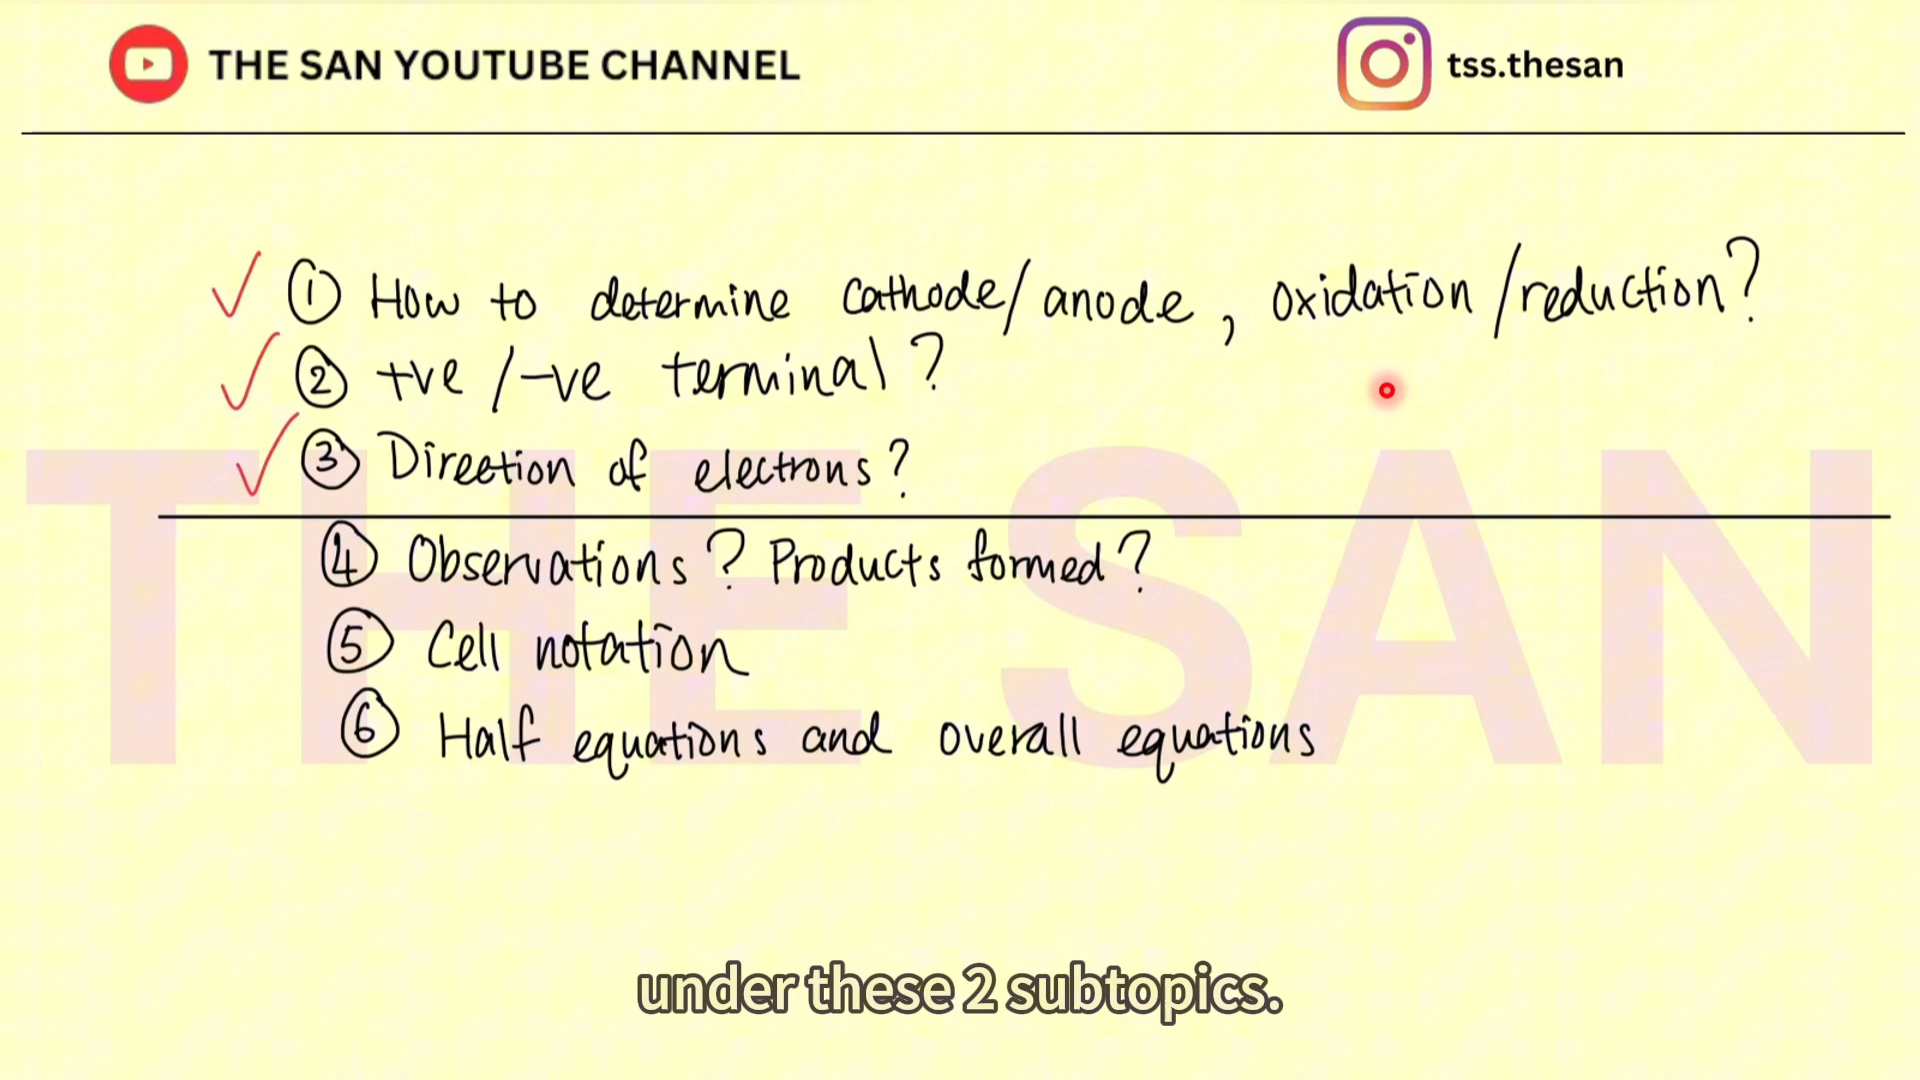 THE SAN YOUTUBE CHANNEL
tss.thesan
① How to determine cathode/anode, oxidation/reduction?
② +ve/-ve terminal?
③ Direction of electrons?
④ Observations? Products formed?
⑤ Cell notation
⑥ Half equations and overall equations
THE SAN
under these 2 subtopics.